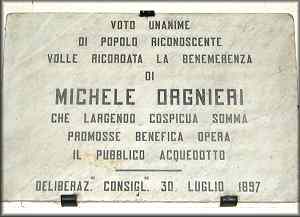 VOTO UNANIME
DI POPOLO RICONOSCENTE
VOLLE RICORDATA LA BENEMERENZA
DI
MICHELE ORGNIERI
CHE LARGENDO COSPICUA SOMMA
PROMOSSE BENEFICA OPERA
IL PUBBLICO ACQUEDOTTO
DELIBERAZ." CONSIGL." 30. LUGLIO 1897